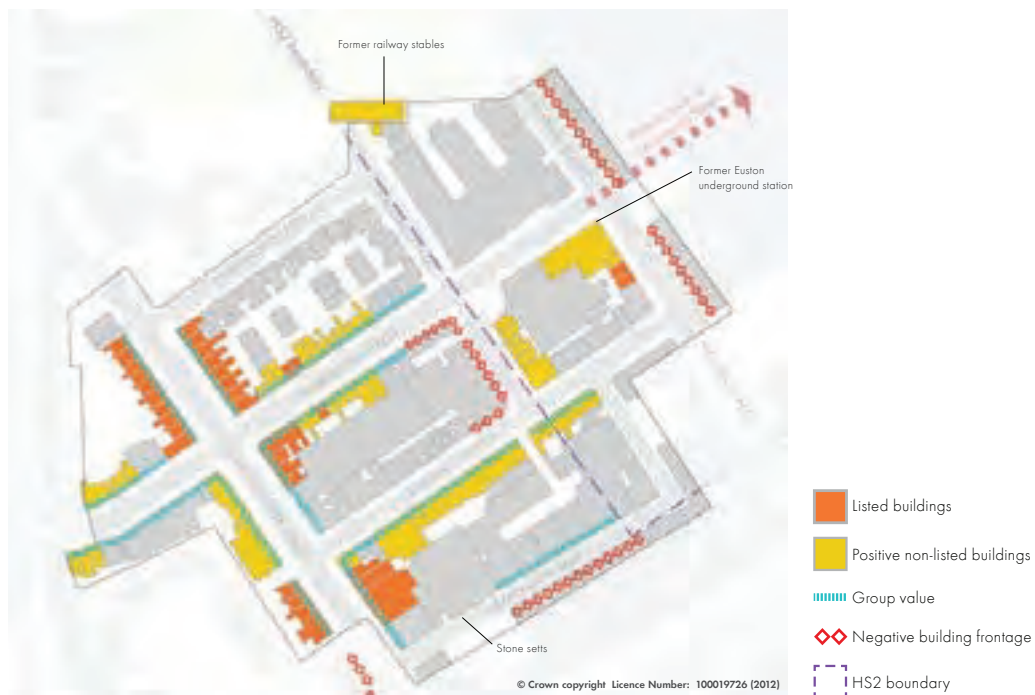 Former railway stables
Former Euston
underground station
Stone setts
© Crown copyright Licence Number: 100019726 (2012)
Listed buildings
Positive non-listed buildings
Group value
Negative building frontage
HS2 boundary